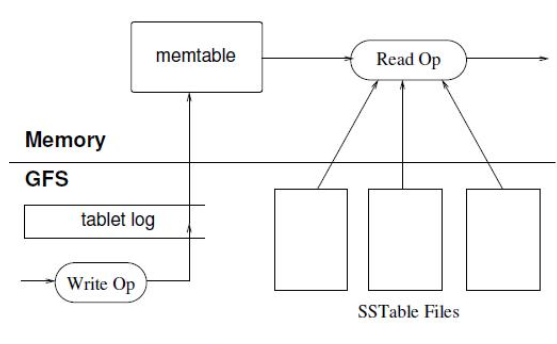 memtable
Read Op
Memory
GFS
tablet log
Write Op
SSTable Files